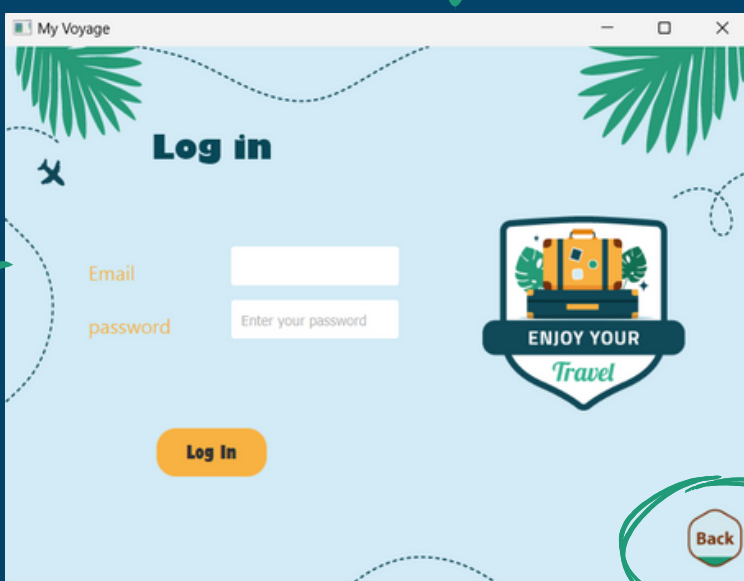 My Voyage
Log in
Email
password
Enter your password
Log In
ENJOY YOUR
Travel
Back